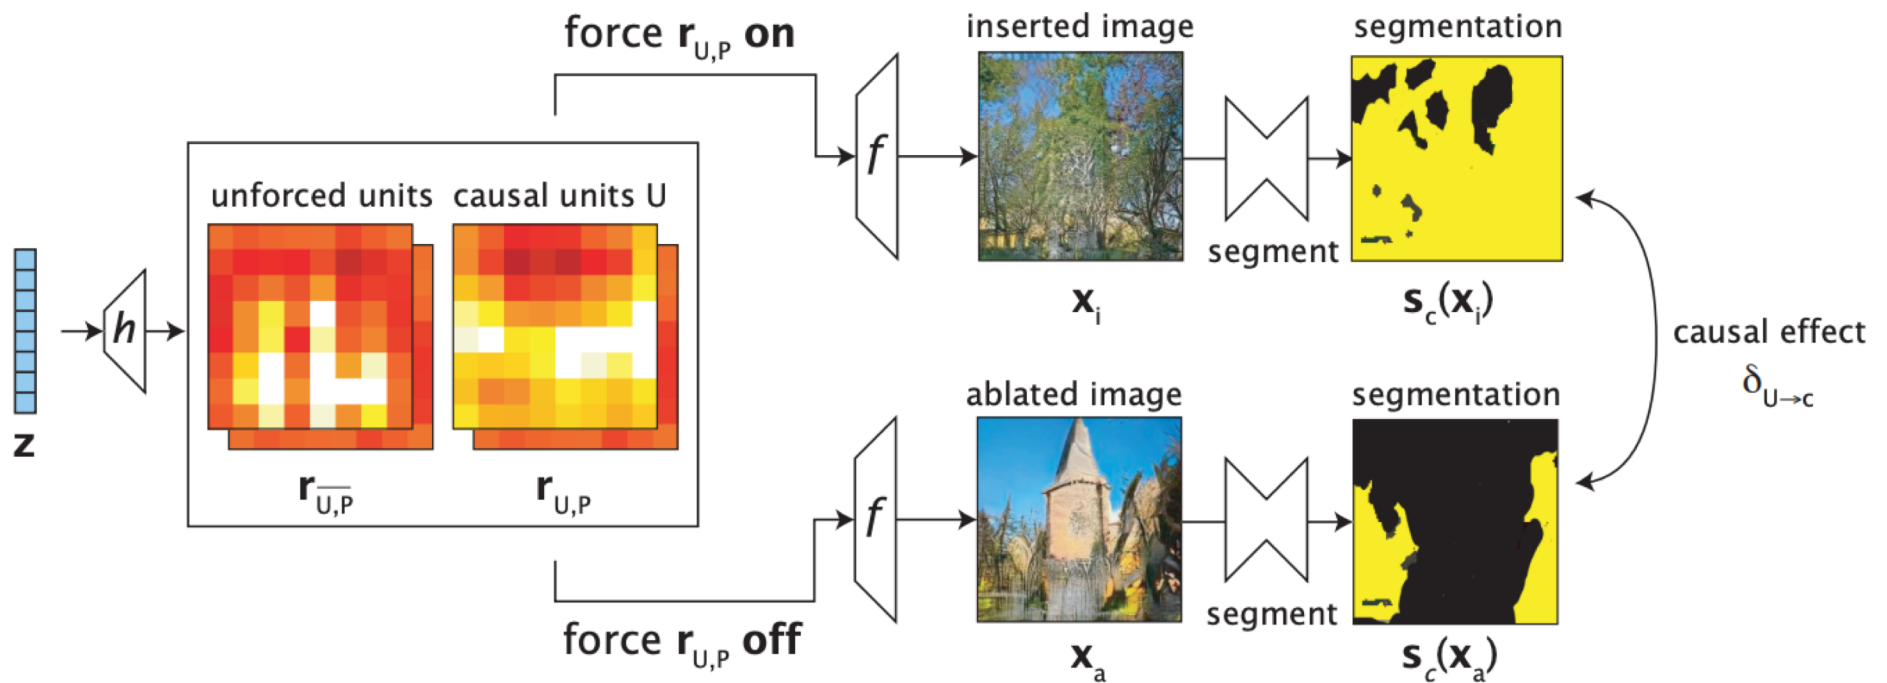 force r_U,P on
inserted image
segmentation
unforced units
causal units U
f
segment
h
z
x_i
s_c(x_i)
causal effect
δ_U→c
ablated image
segmentation
r_U̅,P
r_U,P
f
segment
force r_U,P off
x_a
s_c(x_a)